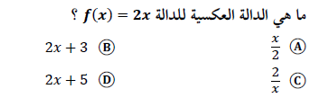 ما هي الدالة العكسية للدالة f(x) = 2x ؟
A x/2
B 2x + 3
C 2/x
D 2x + 5